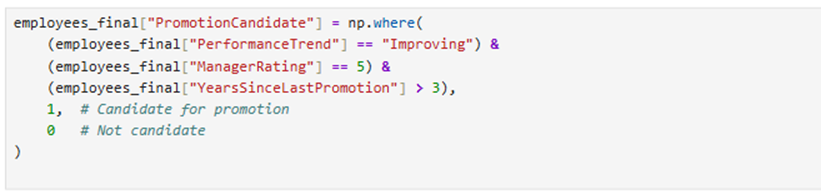 employees_final["PromotionCandidate"] = np.where(
    (employees_final["PerformanceTrend"] == "Improving") &
    (employees_final["ManagerRating"] == 5) &
    (employees_final["YearsSinceLastPromotion"] > 3),
    1,  # Candidate for promotion
    0   # Not candidate
)